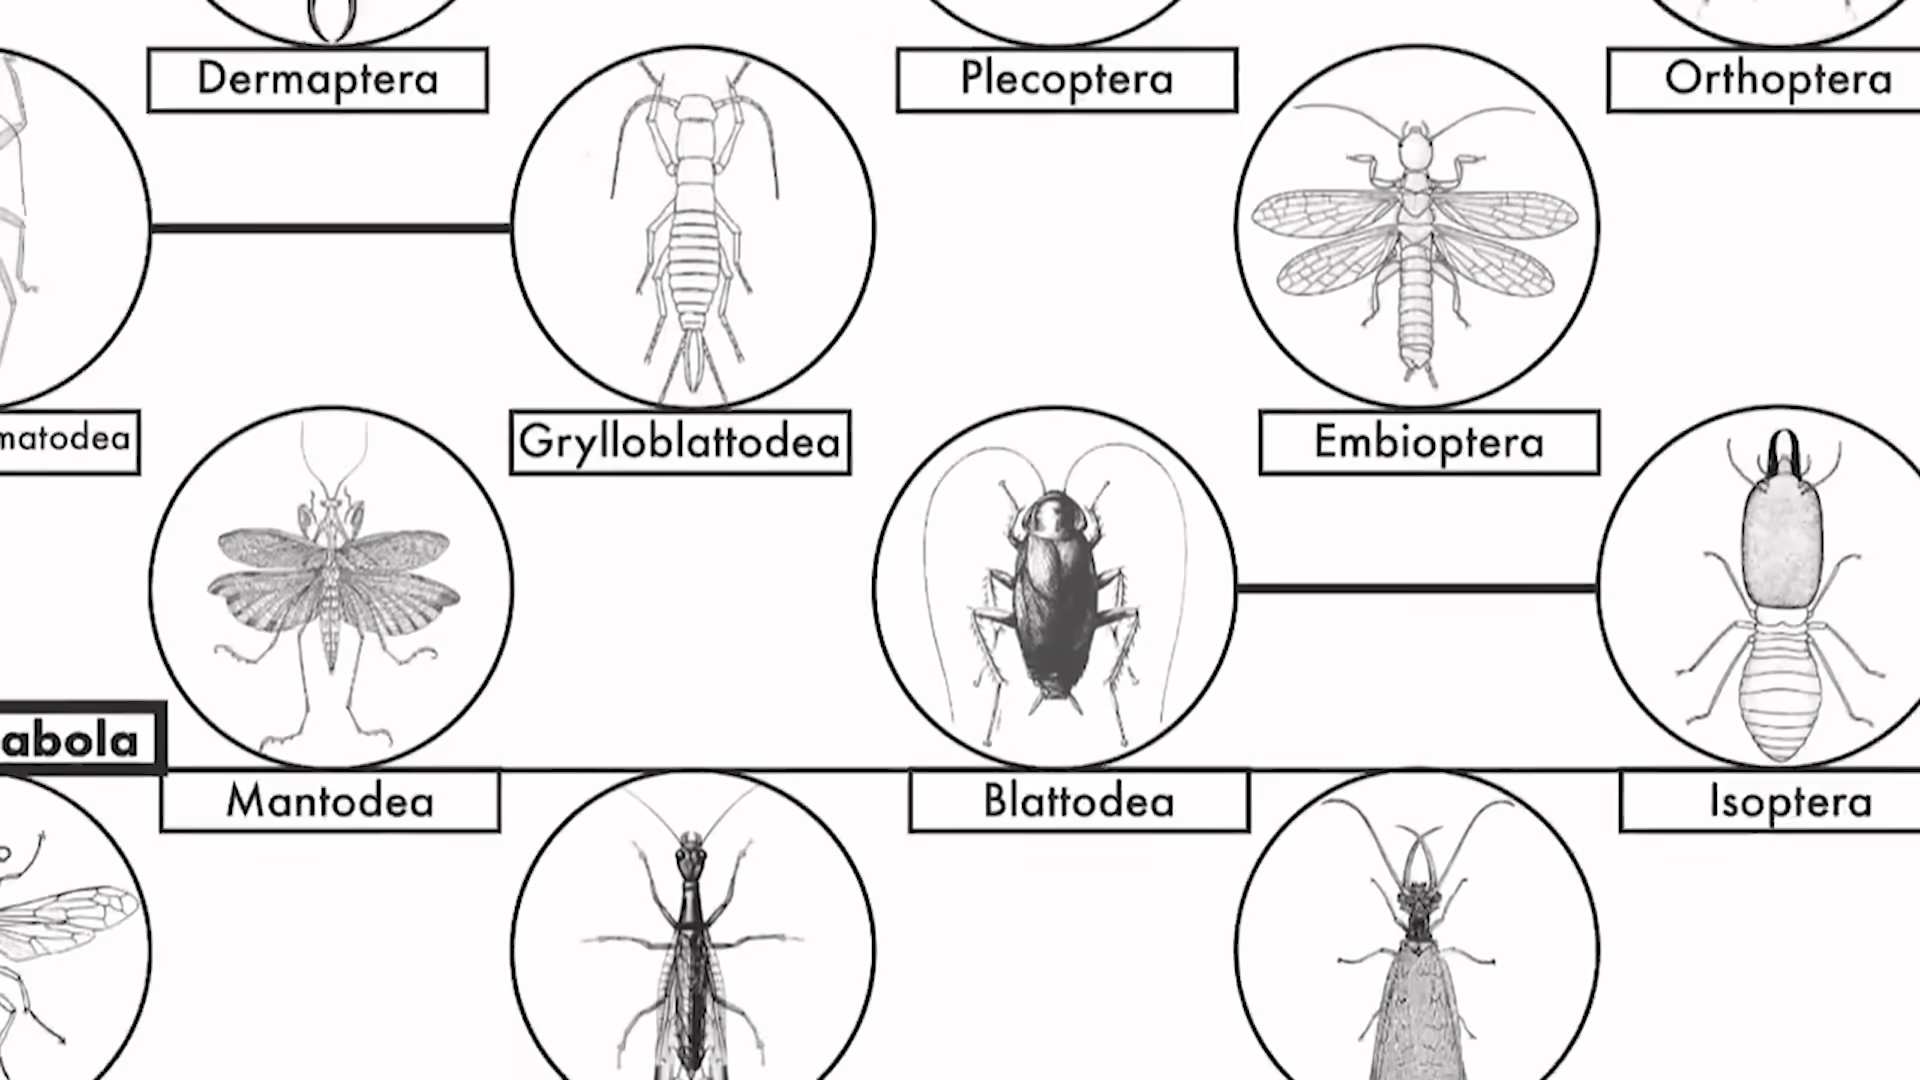 Dermaptera
Plecoptera
Orthoptera
matodea
Grylloblattodea
Embioptera
abola
Mantodea
Blattodea
Isoptera